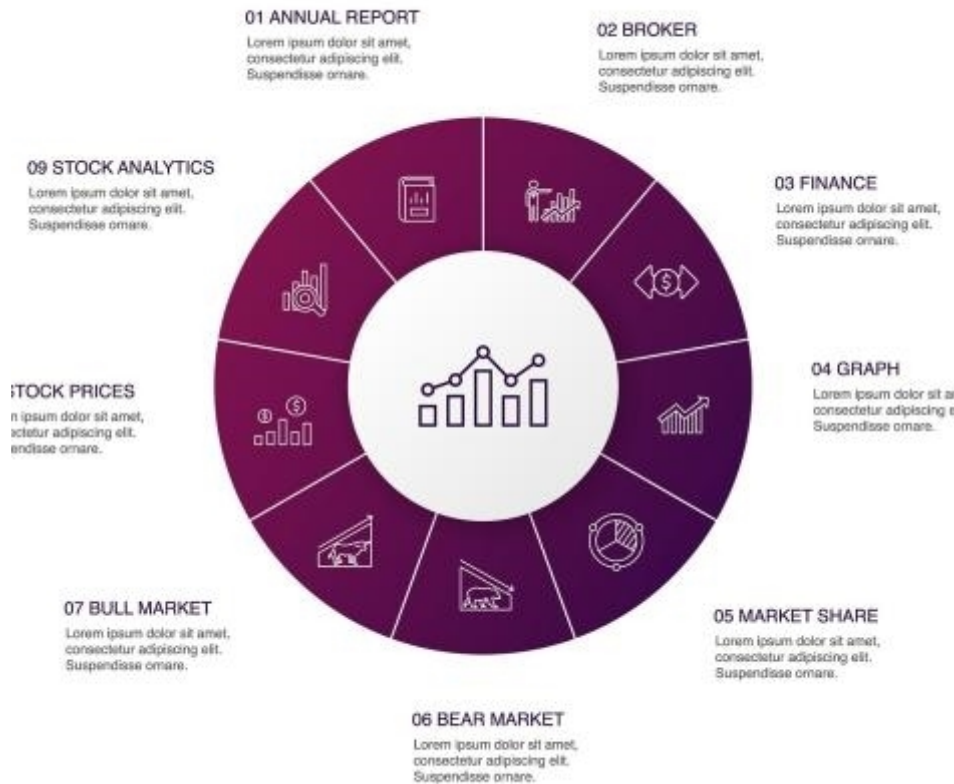 01 ANNUAL REPORT
Lorem ipsum dolor sit amet,
consectetur adipiscing elit.
Suspendisse ornare.
02 BROKER
Lorem ipsum dolor sit amet,
consectetur adipiscing elit.
Suspendisse ornare.
03 FINANCE
Lorem ipsum dolor sit amet,
consectetur adipiscing elit.
Suspendisse ornare.
04 GRAPH
Lorem ipsum dolor sit
consectetur adipiscing
Suspendisse ornare.
05 MARKET SHARE
Lorem ipsum dolor sit amet,
consectetur adipiscing elit.
Suspendisse ornare.
06 BEAR MARKET
Lorem ipsum dolor sit amet,
consectetur adipiscing elit.
Suspendisse ornare.
07 BULL MARKET
Lorem ipsum dolor sit amet,
consectetur adipiscing elit.
Suspendisse ornare.
STOCK PRICES
ipsum dolor sit amet,
adipiscing elit.
ornare.
09 STOCK ANALYTICS
Lorem ipsum dolor sit amet,
consectetur adipiscing elit.
Suspendisse ornare.
$
$
$